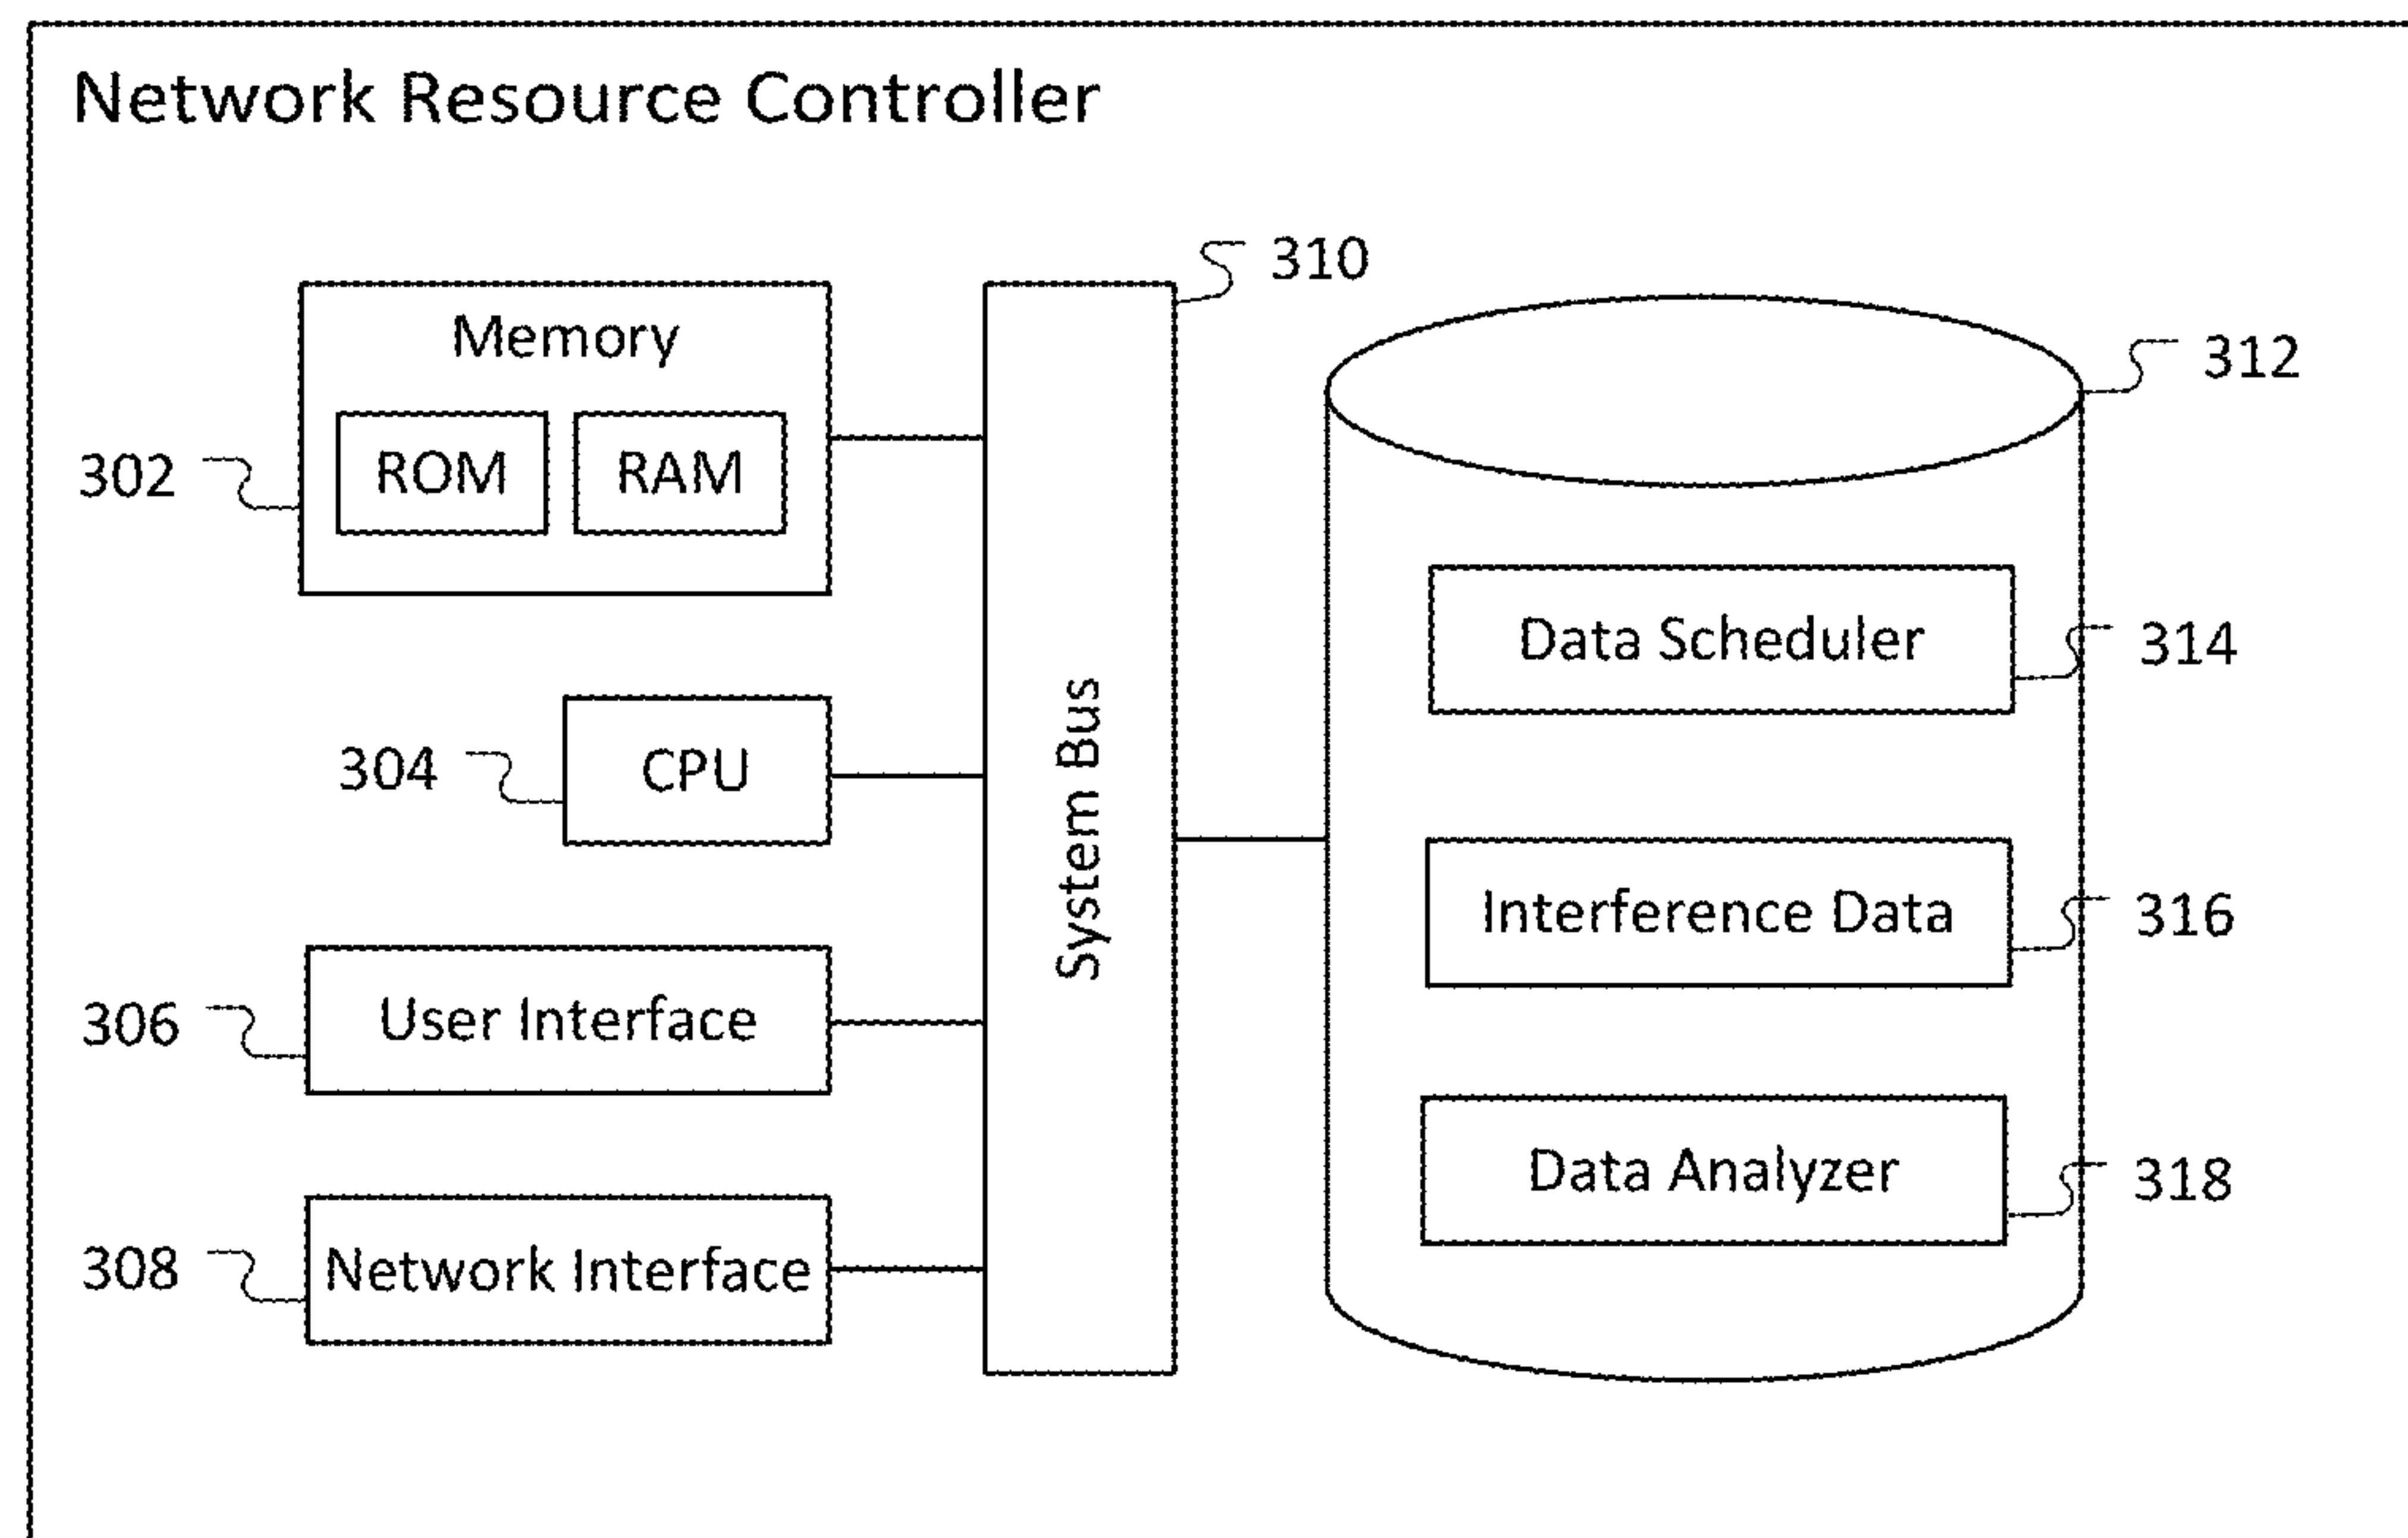 Network Resource Controller
310
Memory
312
302
ROM
RAM
Data Scheduler
314
304
CPU
System Bus
Interference Data
316
306
User Interface
Data Analyzer
318
308
Network Interface